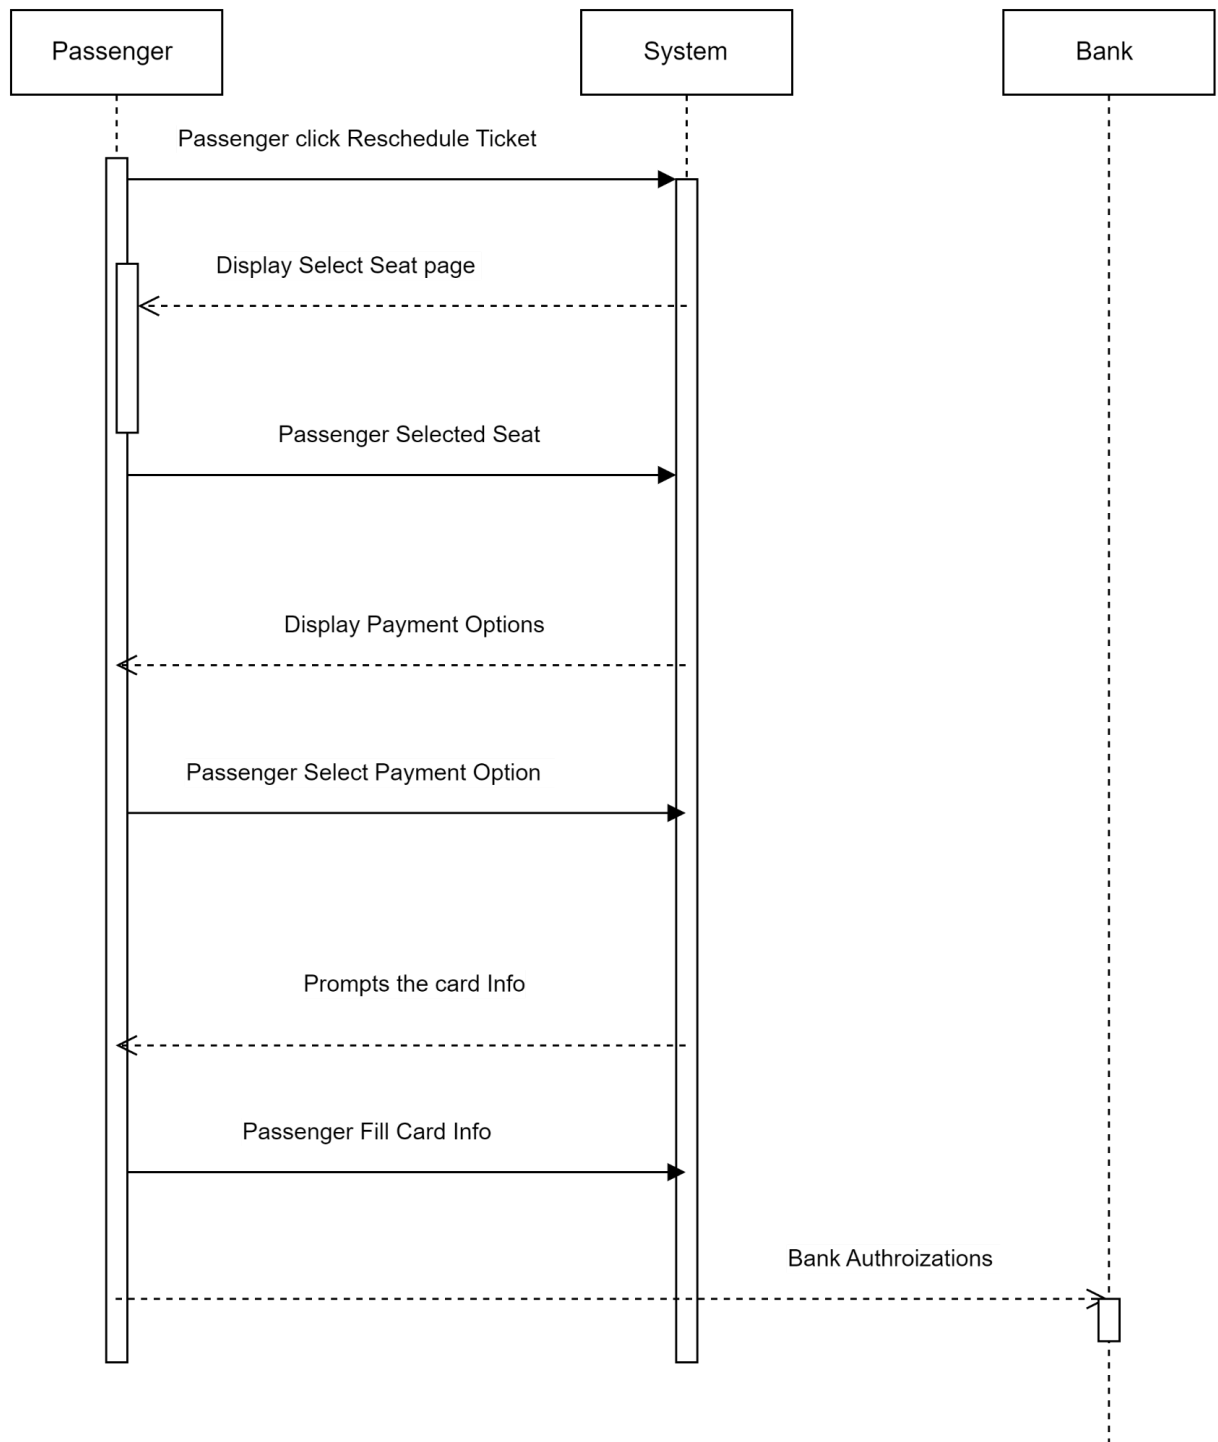 Passenger
System
Bank
Passenger click Reschedule Ticket
Display Select Seat page
Passenger Selected Seat
Display Payment Options
Passenger Select Payment Option
Prompts the card Info
Passenger Fill Card Info
Bank Authroizations